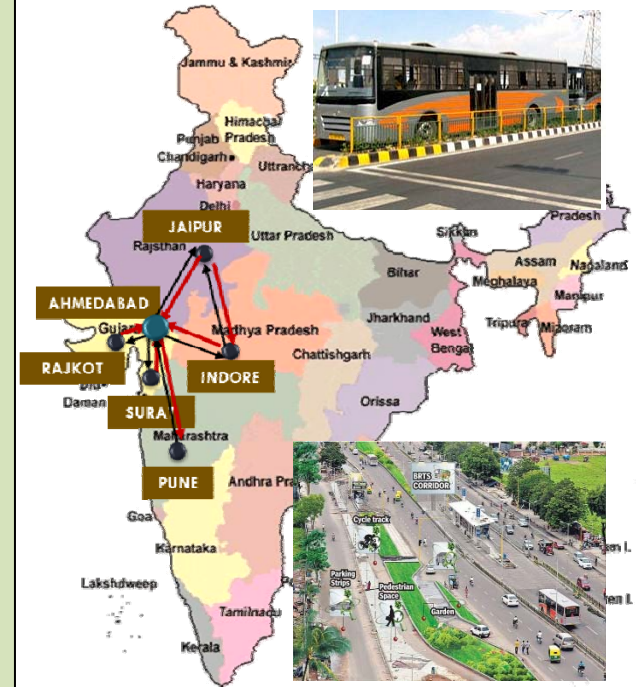 Jammu & Kashmir
Himachal
Pradesh
Punjab
Chandigarh
Uttranch
Haryana
Delhi
JAIPUR
Rajsthan
Uttar Pradesh
Sikkim
Pradesh
Assam
Nagaland
Meghalaya
Bihar
Manipur
AHMEDABAD
Gujar
Madhya Pradesh
Jharkhand
West
Bengal
Tripura
Mizoram
RAJKOT
INDORE
Chattishgarh
Daman
SURA
Orissa
Maharashtra
PUNE
Andhra Pra
Goa
Karnataka
Lakshdweep
Tamilnadu
Kerala
BRTS
CORRIDOR
Cycle track
Parking
Strips
Pedestrian
Space
Garden